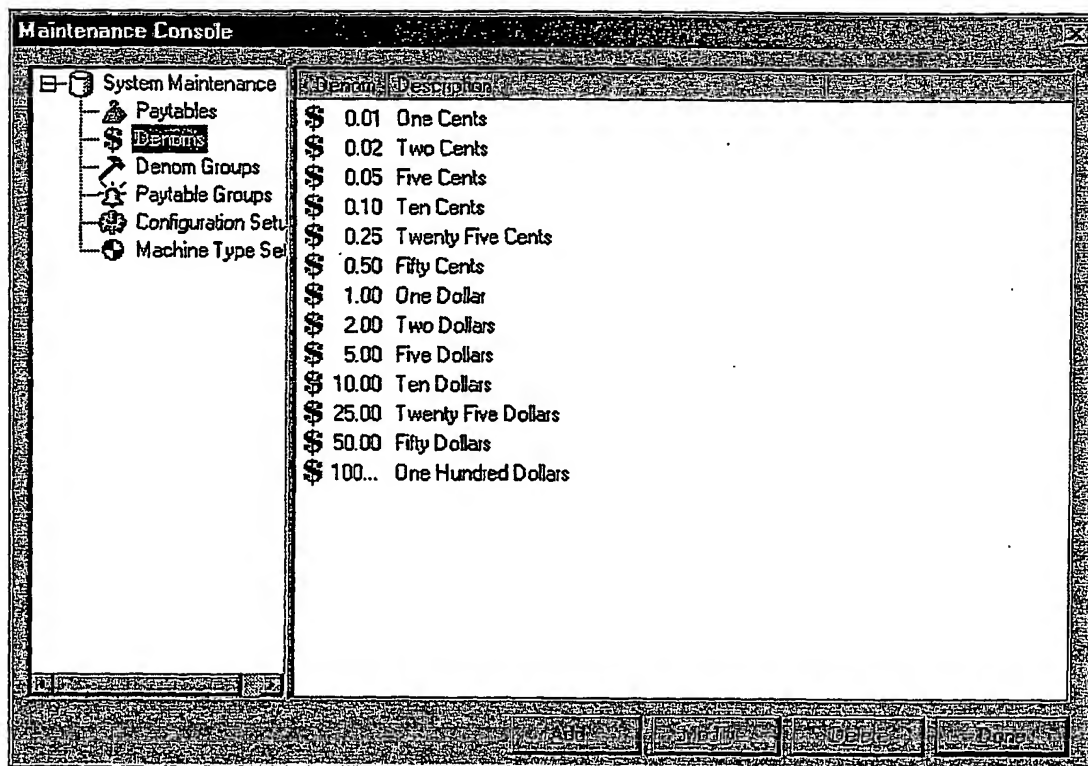 Maintenance Console
System Maintenance
Paytables
Denoms
Denom Groups
Paytable Groups
Configuration Setu
Machine Type Sel
Denom Description
$ 0.01 One Cents
$ 0.02 Two Cents
$ 0.05 Five Cents
$ 0.10 Ten Cents
$ 0.25 Twenty Five Cents
$ 0.50 Fifty Cents
$ 1.00 One Dollar
$ 2.00 Two Dollars
$ 5.00 Five Dollars
$ 10.00 Ten Dollars
$ 25.00 Twenty Five Dollars
$ 50.00 Fifty Dollars
$ 100... One Hundred Dollars
Add Modify Delete Done